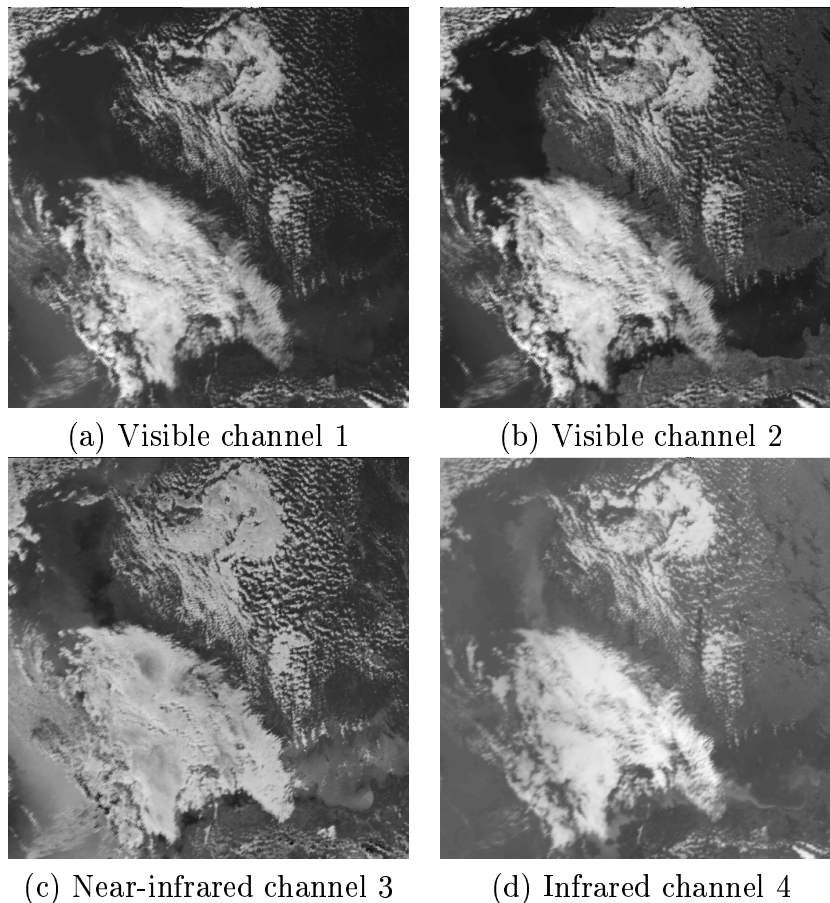 (a) Visible channel 1
(b) Visible channel 2
(c) Near-infrared channel 3
(d) Infrared channel 4